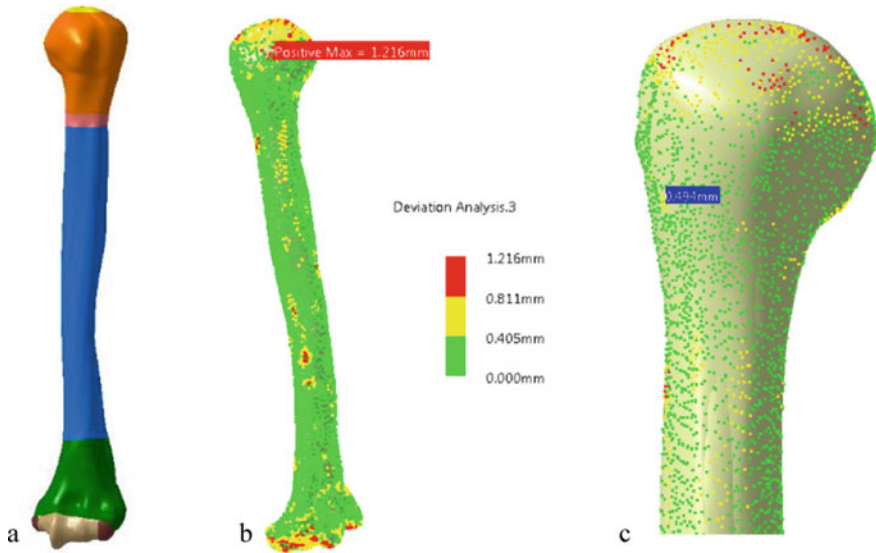 Positive Max = 1.216mm
Deviation Analysis.3
1.216mm
0.811mm
0.405mm
0.000mm
0.494mm
a
b
c